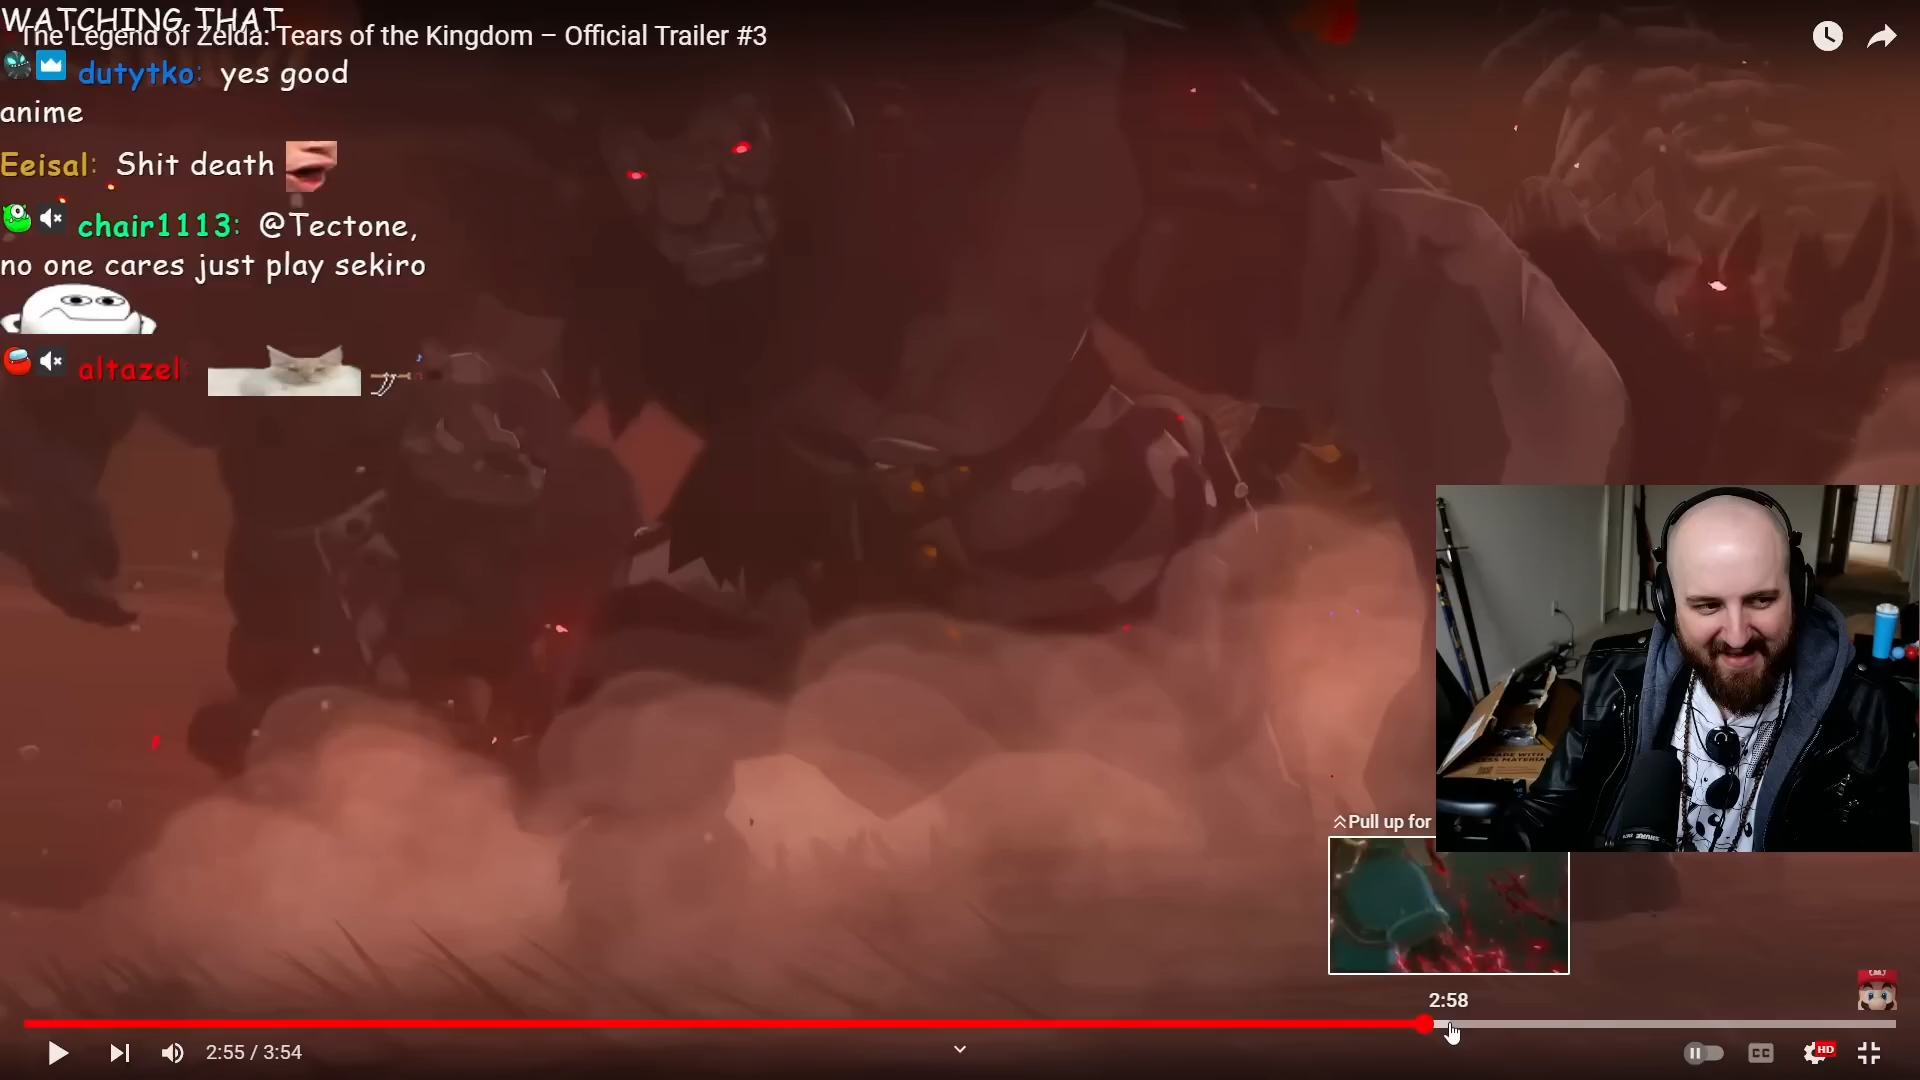 WATCHING THAT
The Legend of Zelda: Tears of the Kingdom – Official Trailer #3
dutytko: yes good
anime
Eeisal: Shit death
chair1113: @Tectone,
no one cares just play sekiro
altazel:
Pull up for
2:58
2:55 / 3:54
CC
HD